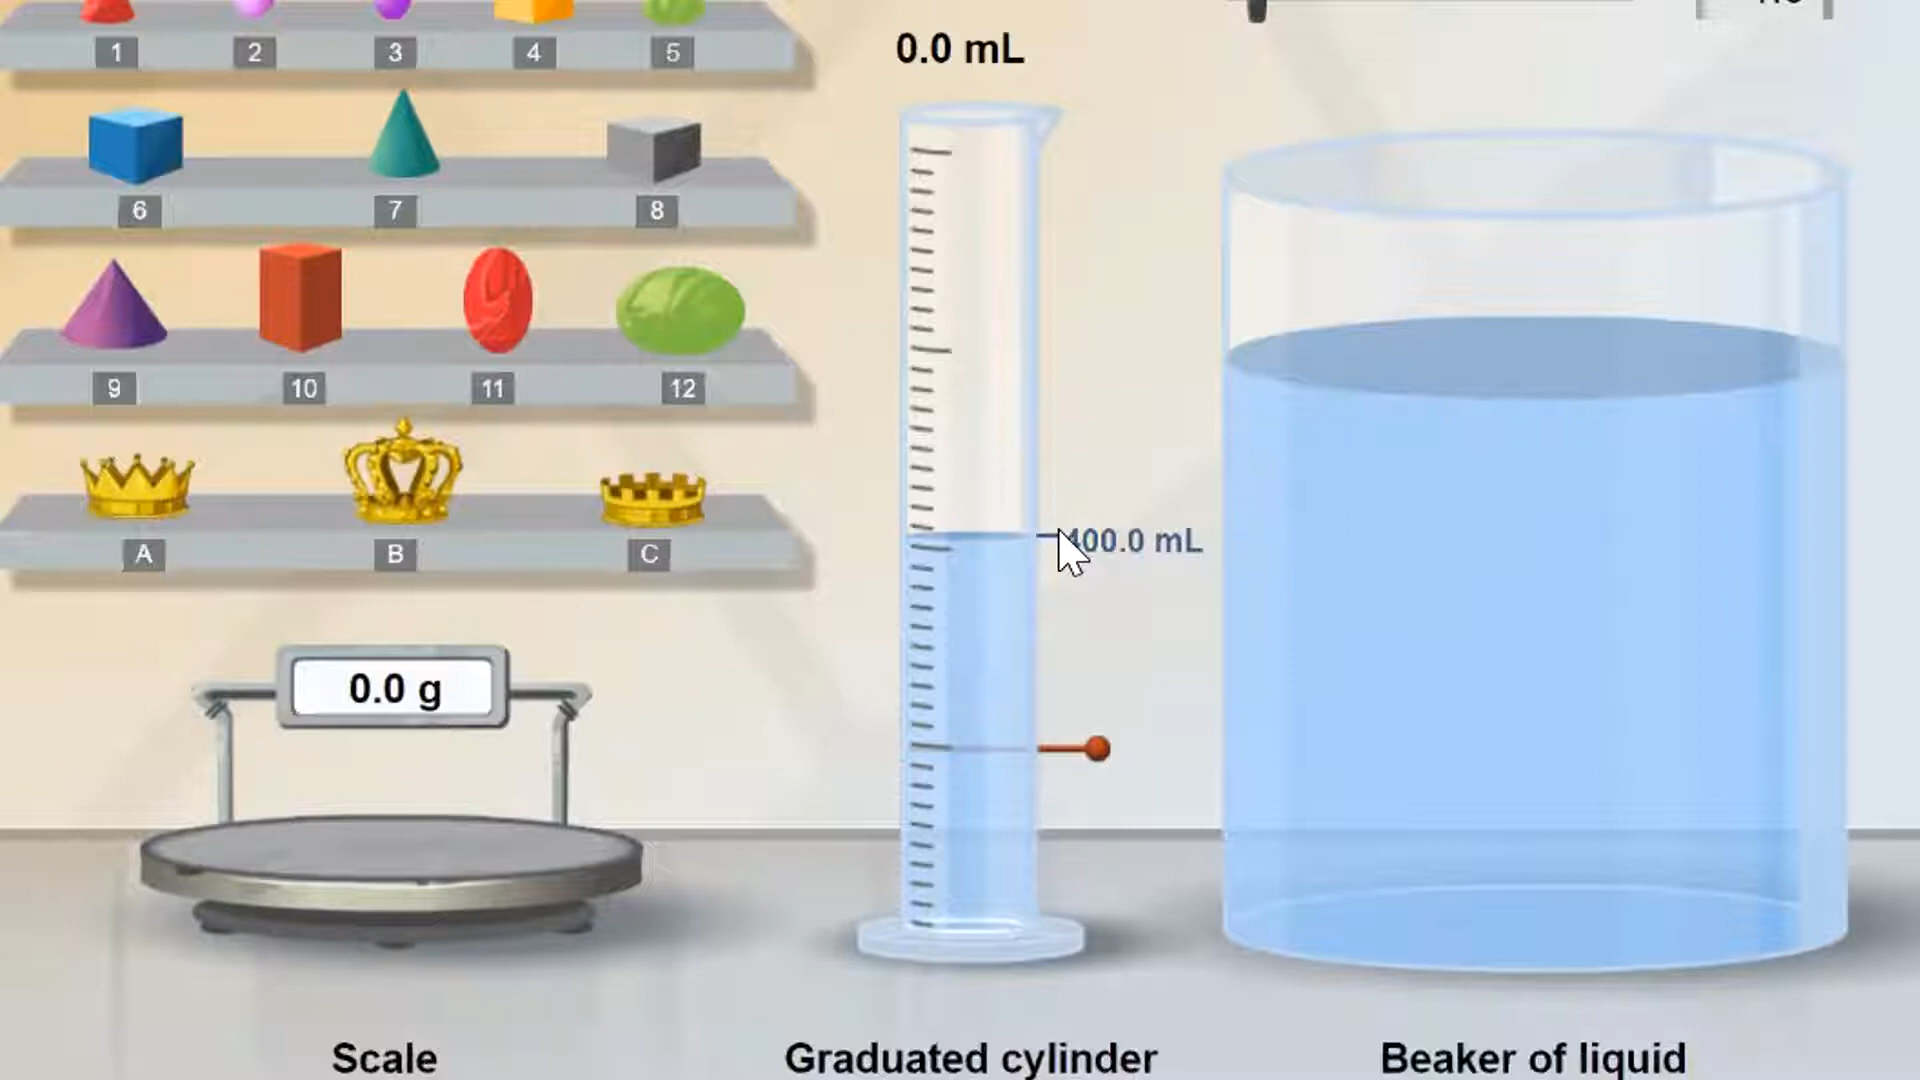 1 2 3 4 5
0.0 mL
6 7 8
9 10 11 12
A B C
400.0 mL
0.0 g
Scale
Graduated cylinder
Beaker of liquid